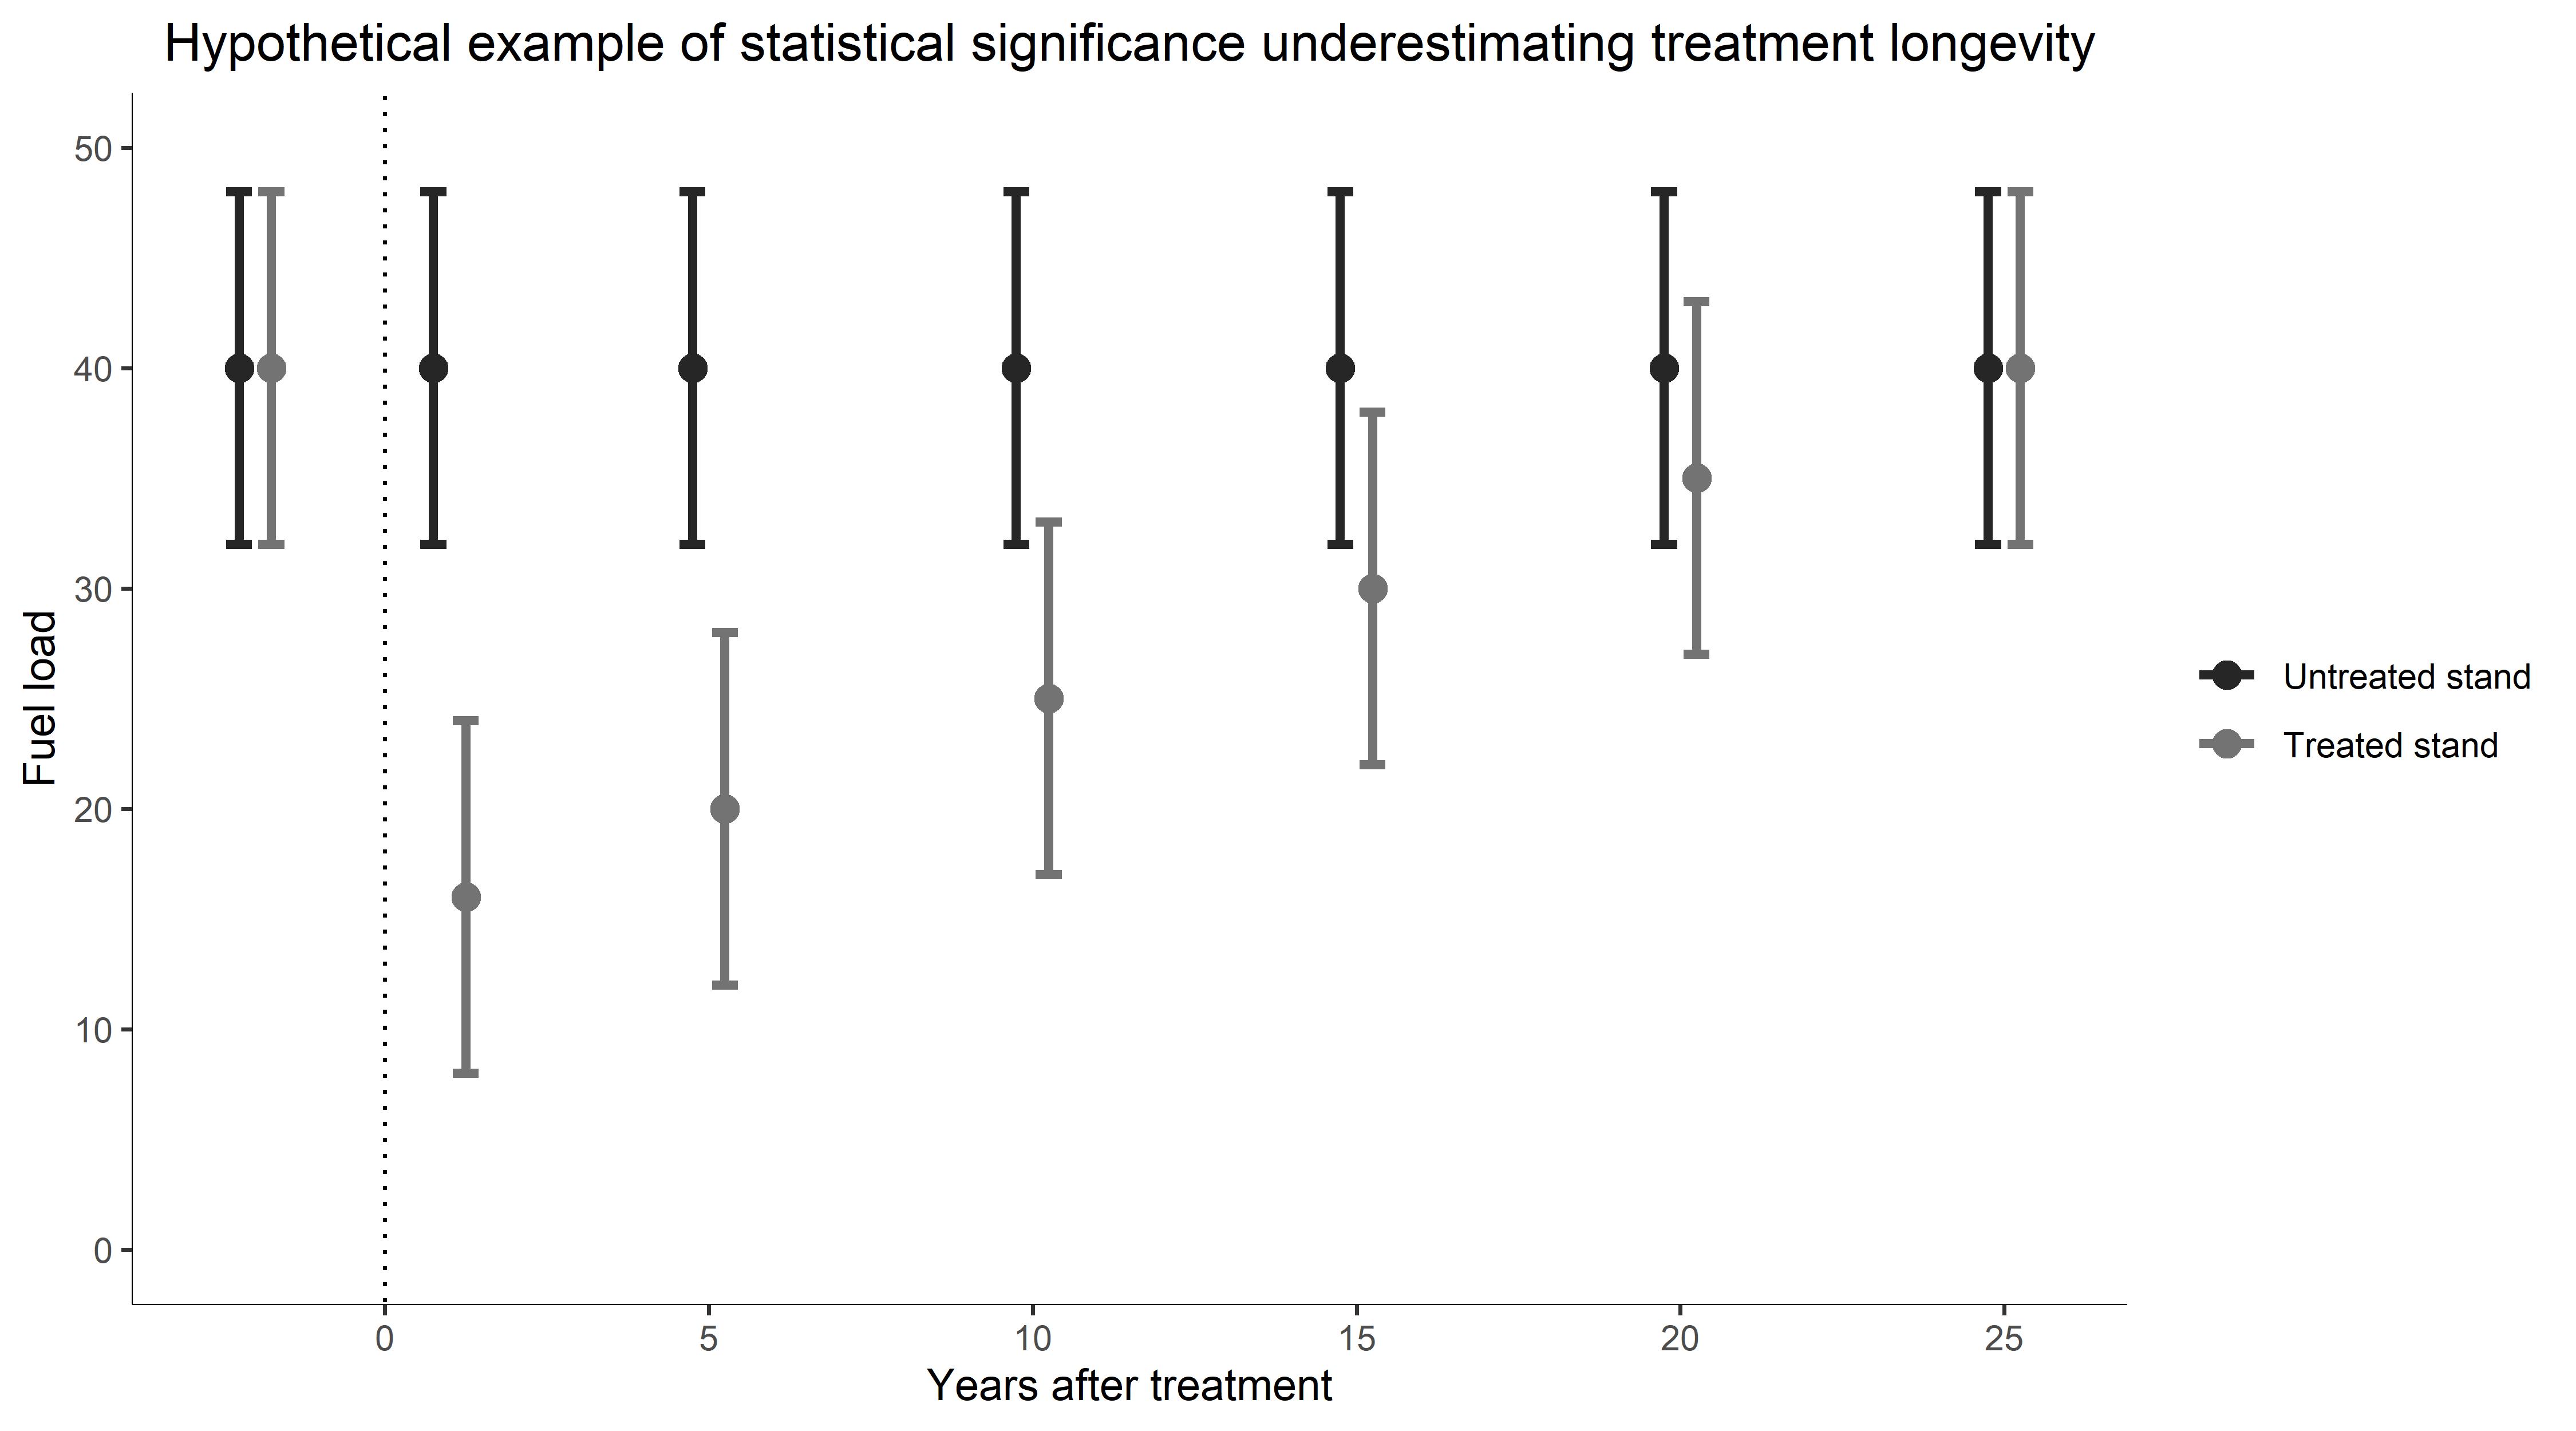 Hypothetical example of statistical significance underestimating treatment longevity
50
40
30
20
10
0
Fuel load
0 5 10 15 20 25
Years after treatment
Untreated stand
Treated stand